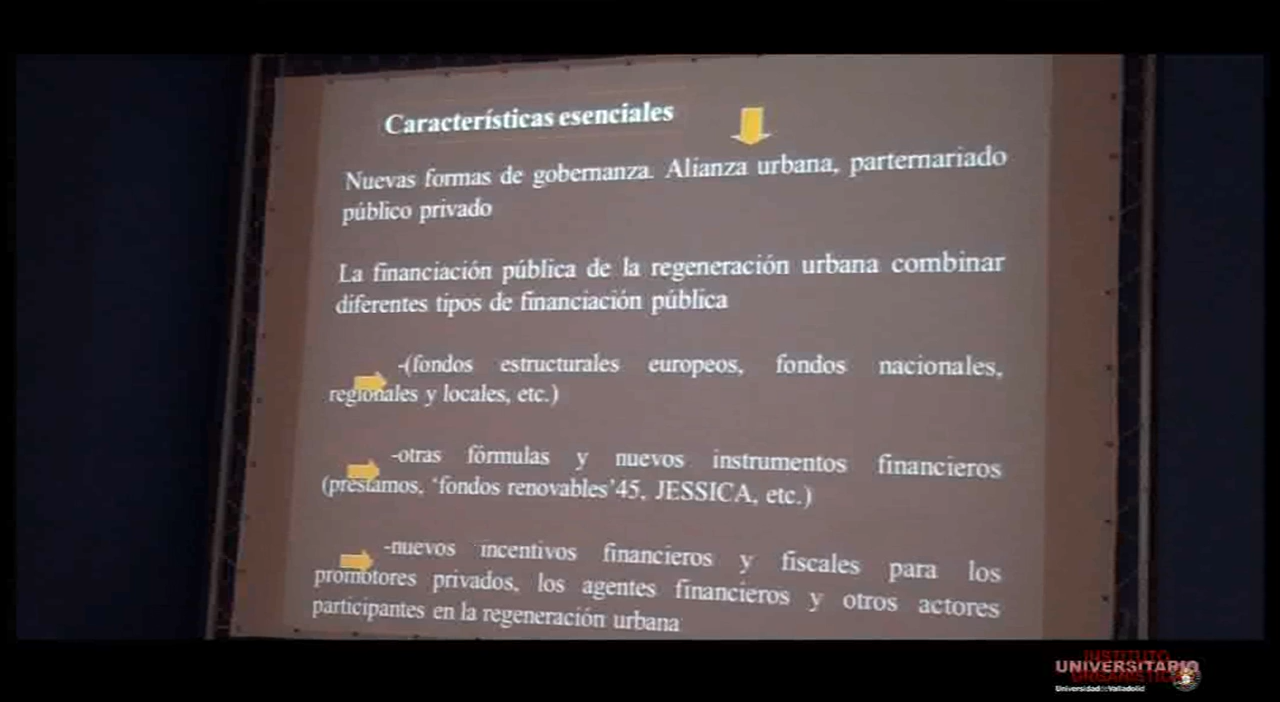 Características esenciales
Nuevas formas de gobernanza. Alianza urbana, parternariado
público privado
La financiación pública de la regeneración urbana combinar
diferentes tipos de financiación pública
-(fondos estructurales europeos, fondos nacionales,
regionales y locales, etc.)
-otras fórmulas y nuevos instrumentos financieros
(préstamos, ‘fondos renovables’45, JESSICA, etc.)
-nuevos incentivos financieros y fiscales para los
promotores privados, los agentes financieros y otros actores
participantes en la regeneración urbana
INSTITUTO
UNIVERSITARIO
Universidad de Valladolid